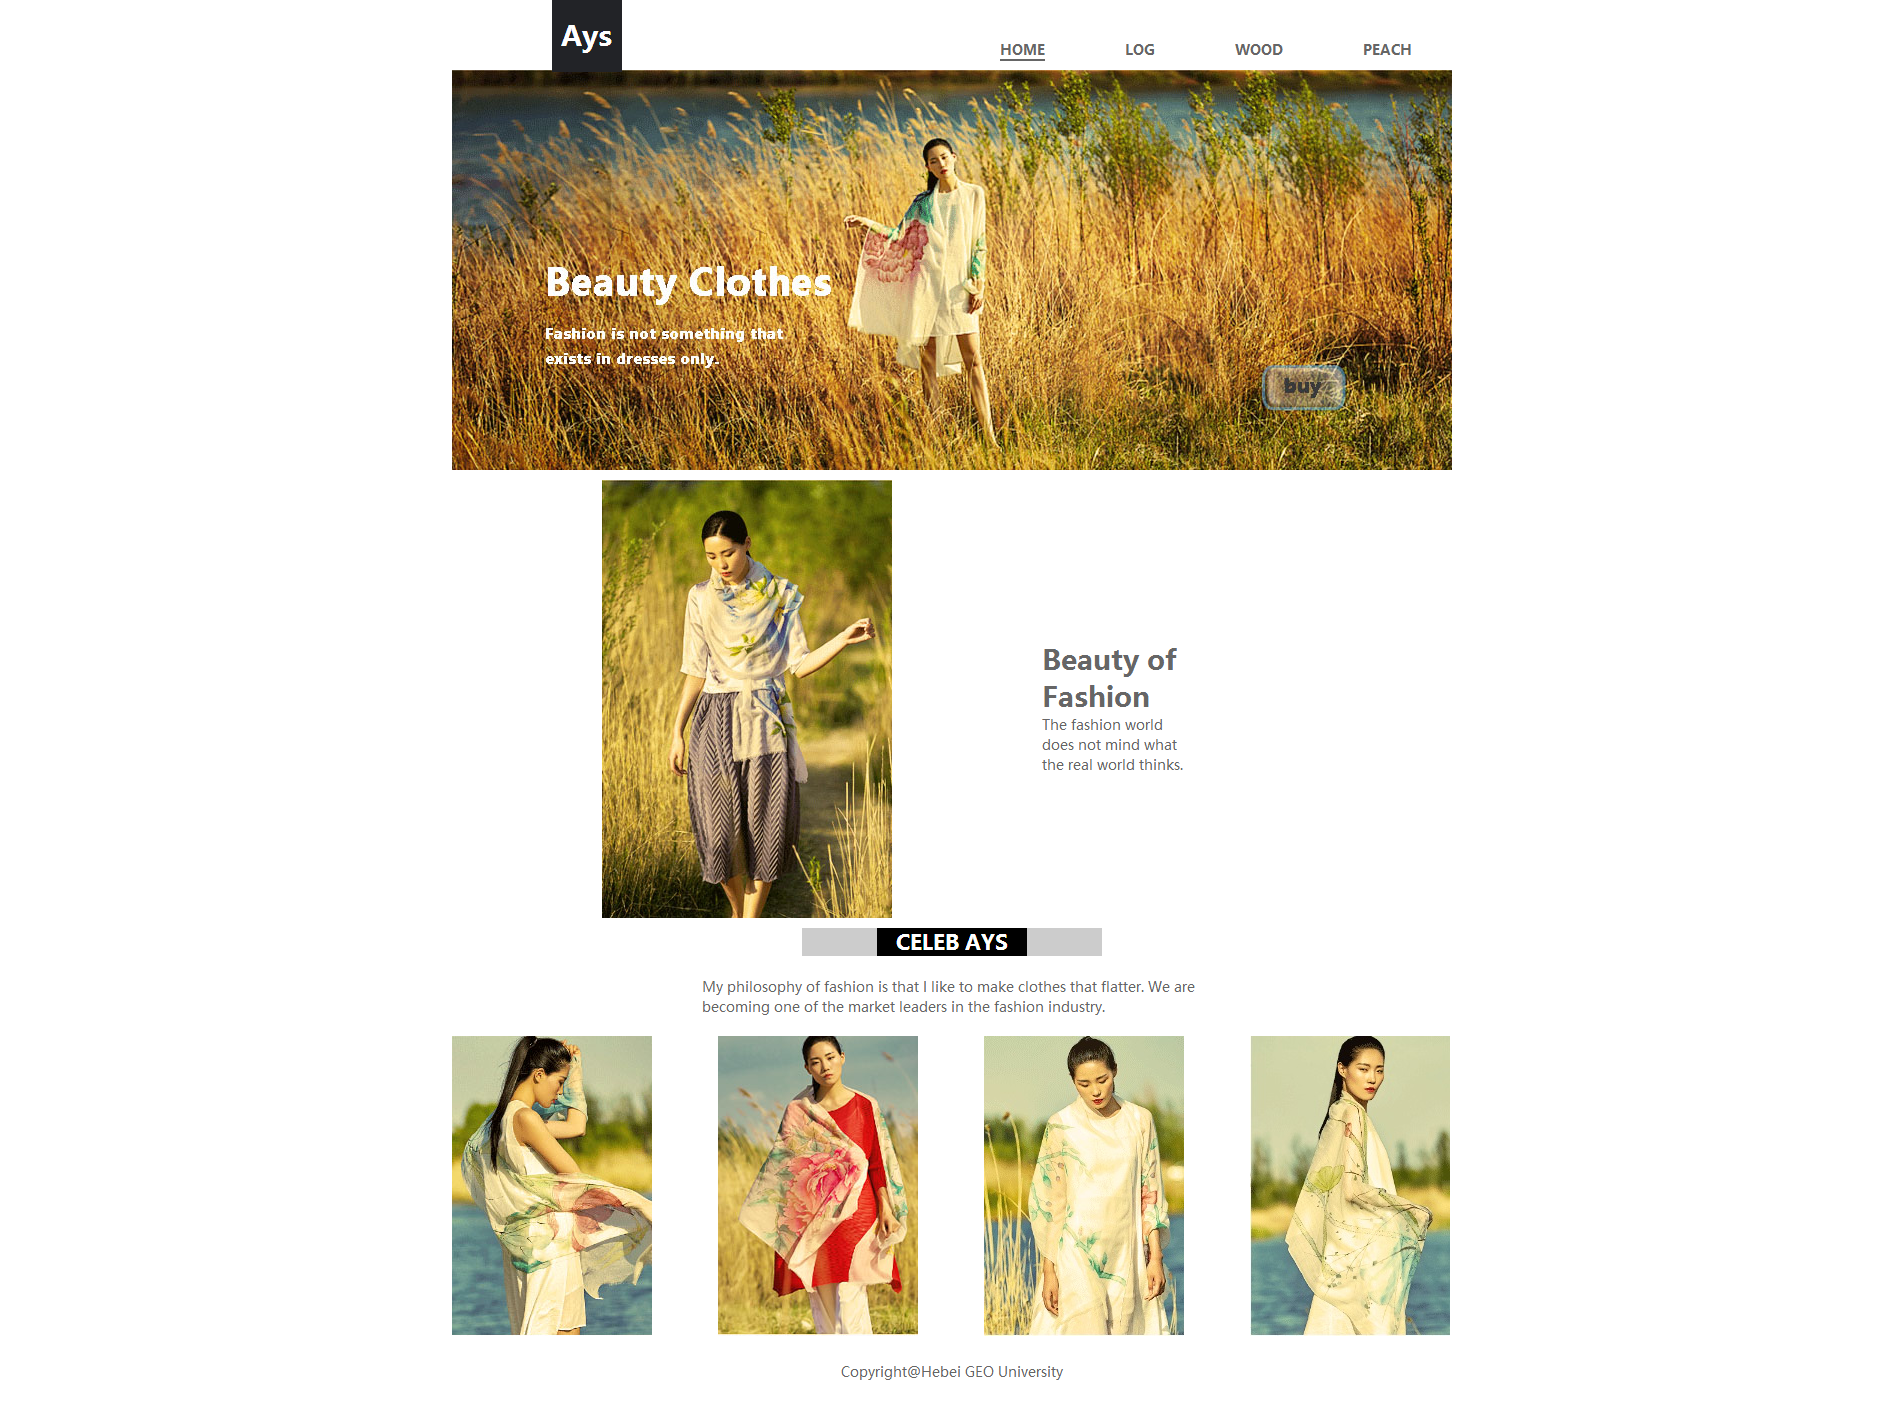 Ays
HOME LOG WOOD PEACH
Beauty Clothes
Fashion is not something that
exists in dresses only.
buy
Beauty of
Fashion
The fashion world
does not mind what
the real world thinks.
CELEB AYS
My philosophy of fashion is that I like to make clothes that flatter. We are
becoming one of the market leaders in the fashion industry.
Copyright@Hebei GEO University